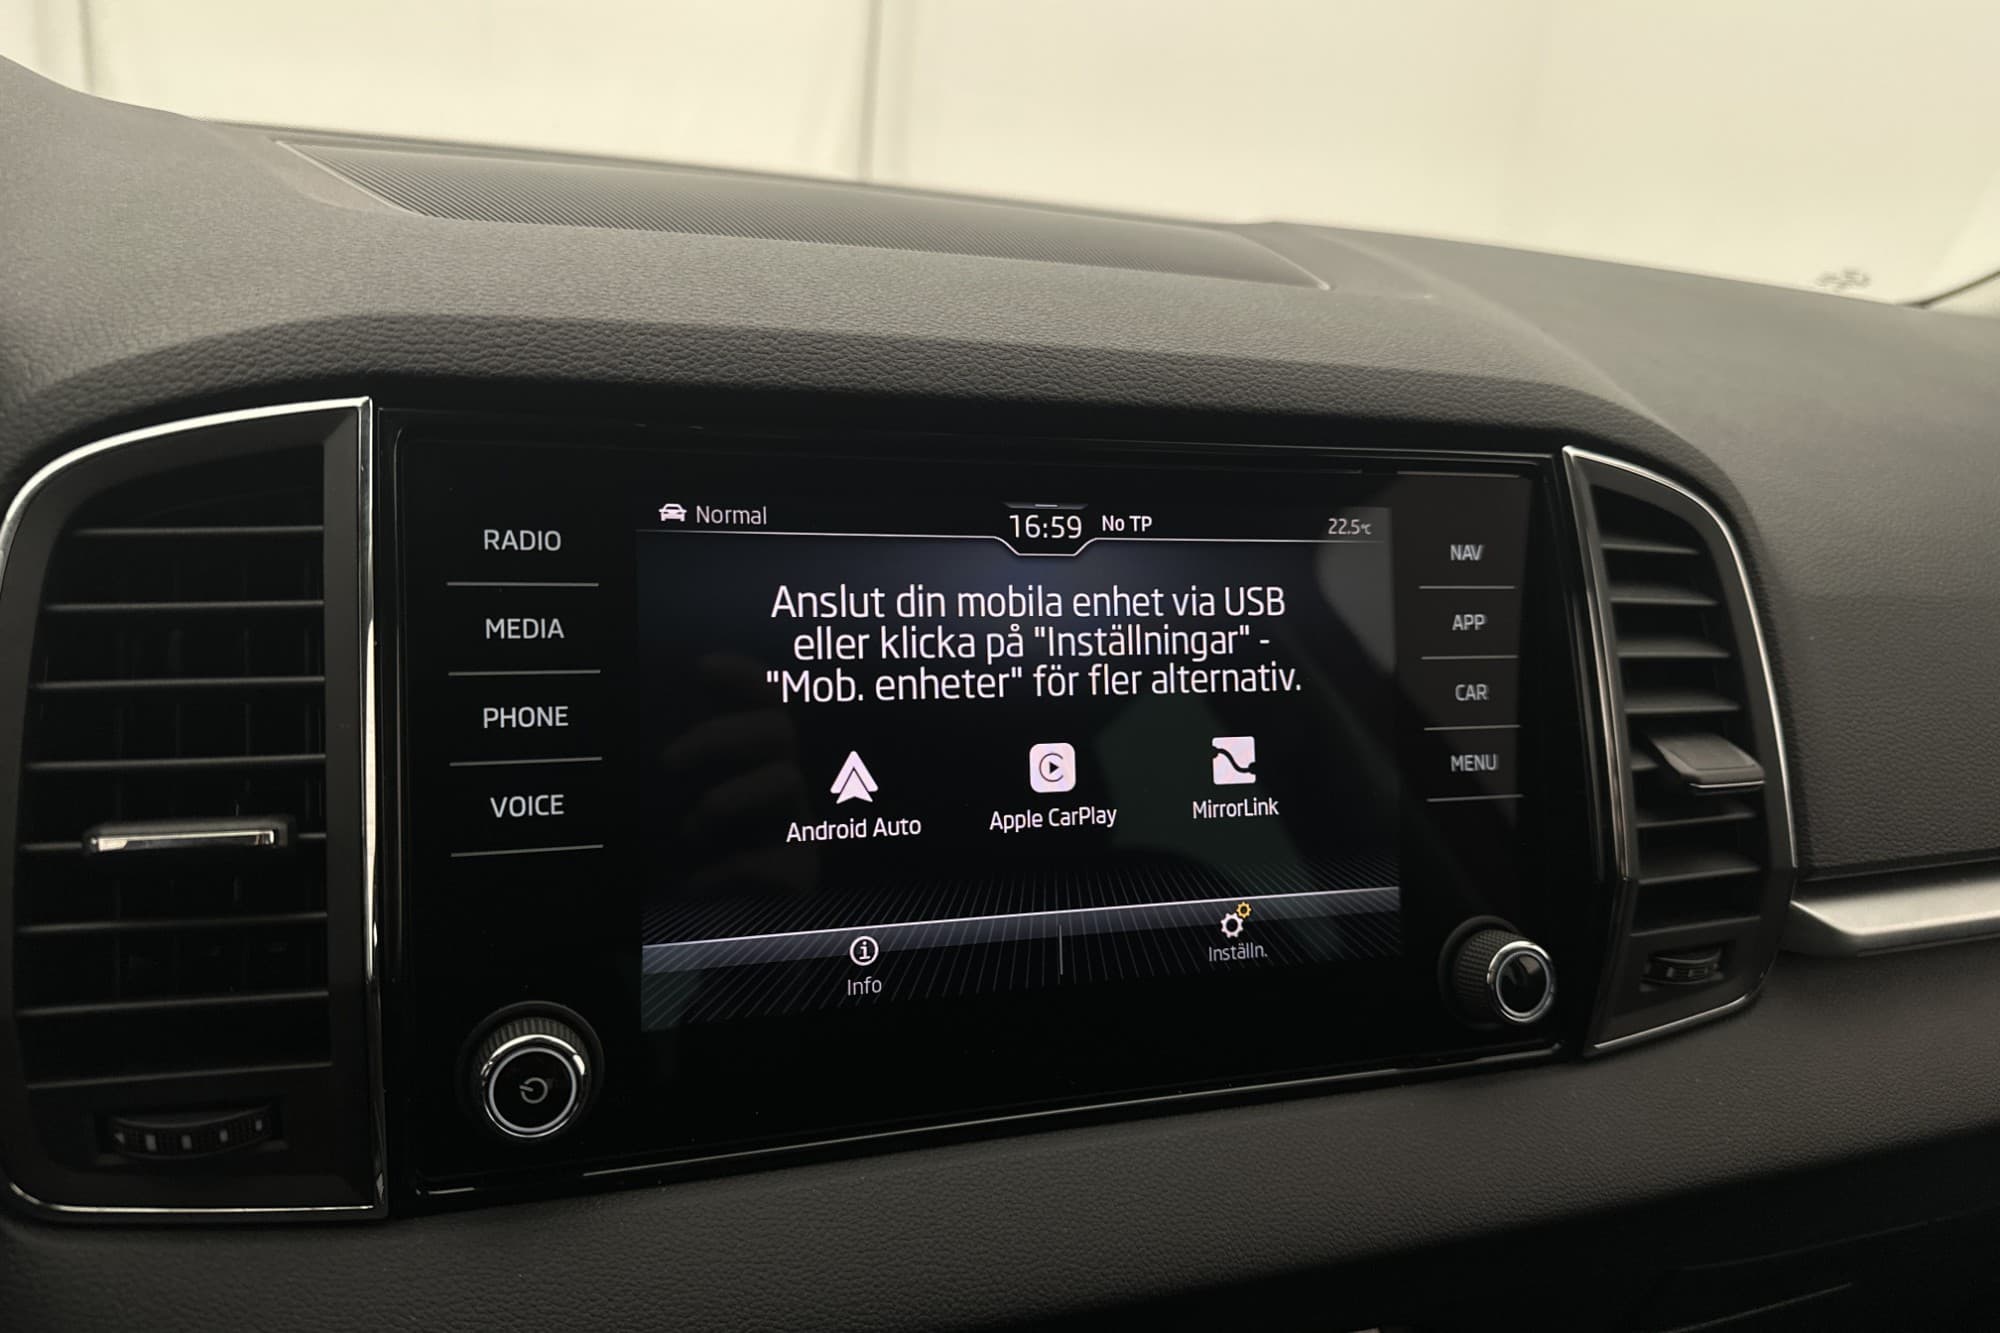 RADIO
MEDIA
PHONE
VOICE
Normal
16:59
No TP
22.5°C
Anslut din mobila enhet via USB
eller klicka på "Inställningar" -
"Mob. enheter" för fler alternativ.
Android Auto
Apple CarPlay
MirrorLink
Info
Inställn.
NAV
APP
CAR
MENU